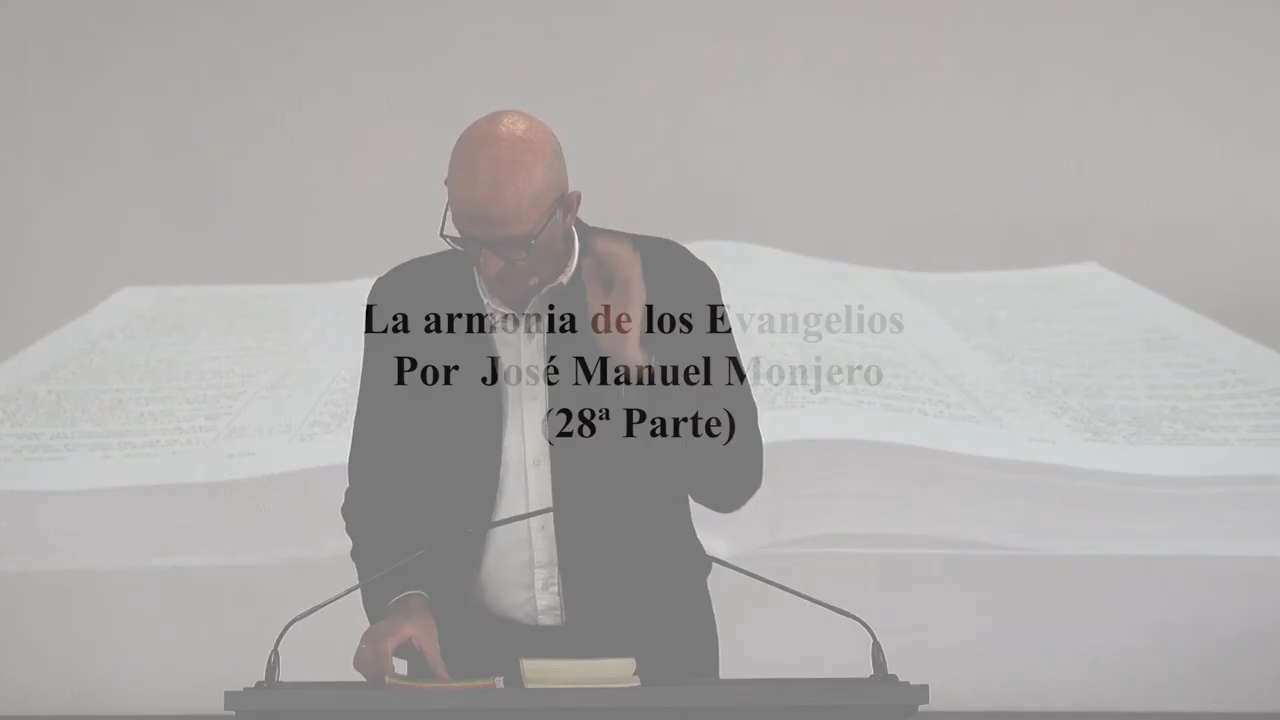 La armonia de los Evangelios
Por José Manuel Monjero
(28ª Parte)